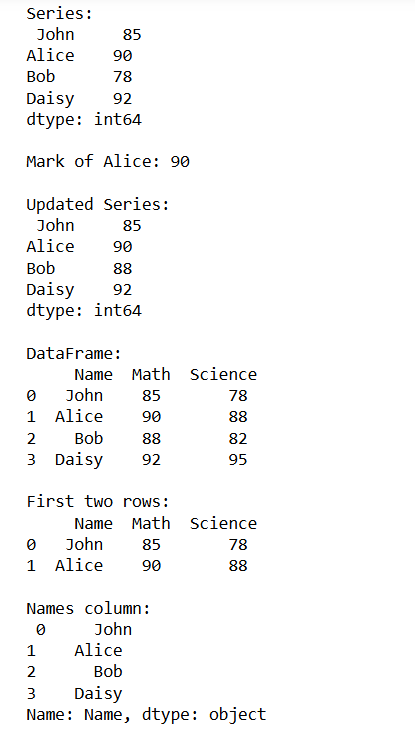 Series:
 John     85
Alice    90
Bob      78
Daisy    92
dtype: int64

Mark of Alice: 90

Updated Series:
 John     85
Alice    90
Bob      88
Daisy    92
dtype: int64

DataFrame:
     Name  Math  Science
0   John    85       78
1  Alice    90       88
2    Bob    88       82
3  Daisy    92       95

First two rows:
     Name  Math  Science
0   John    85       78
1  Alice    90       88

Names column:
 0     John
1    Alice
2      Bob
3    Daisy
Name: Name, dtype: object